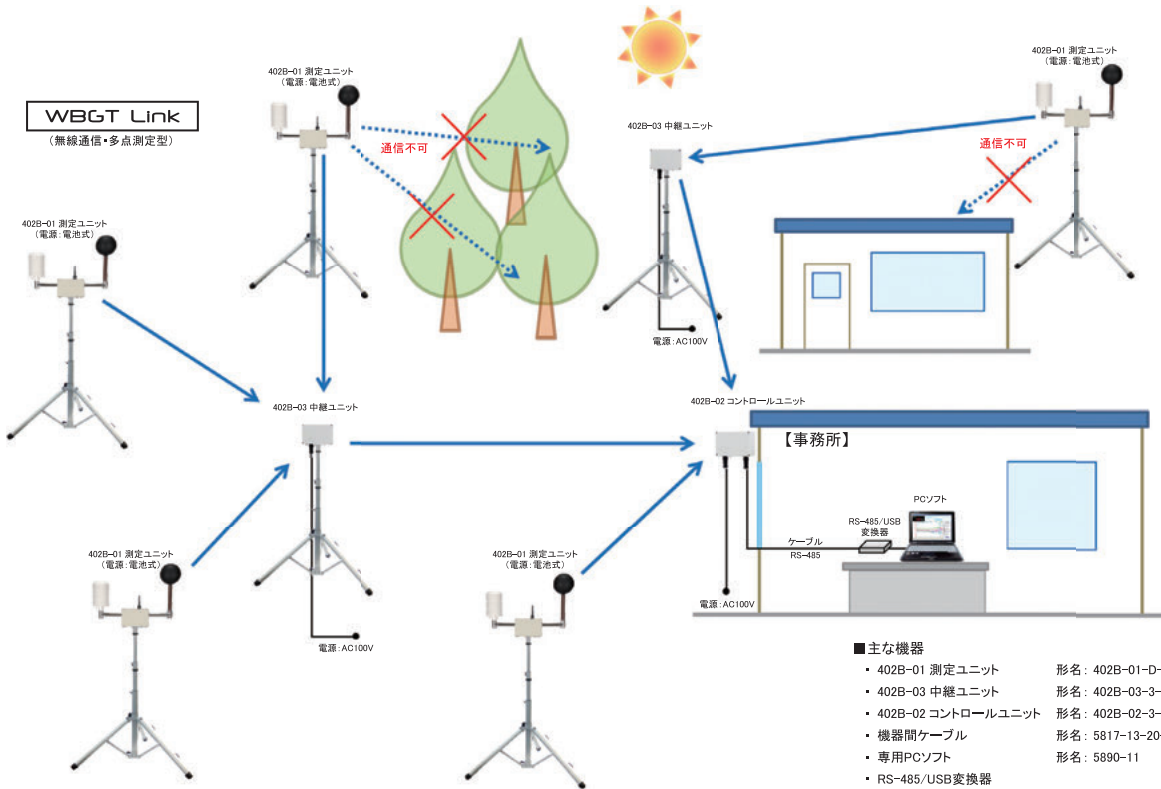 WBGT Link
(無線通信・多点測定型)
402B-01 測定ユニット
(電源:電池式)
通信不可
402B-03 中継ユニット
電源:AC100V
402B-01 測定ユニット
(電源:電池式)
通信不可
402B-01 測定ユニット
(電源:電池式)
402B-03 中継ユニット
電源:AC100V
402B-02 コントロールユニット
【事務所】
PCソフト
RS-485/USB
変換器
ケーブル
RS-485
電源:AC100V
402B-01 測定ユニット
(電源:電池式)
402B-01 測定ユニット
(電源:電池式)
■主な機器
・ 402B-01 測定ユニット 形名: 402B-01-D-
・ 402B-03 中継ユニット 形名: 402B-03-3-
・ 402B-02 コントロールユニット 形名: 402B-02-3-
・ 機器間ケーブル 形名: 5817-13-20-
・ 専用PCソフト 形名: 5890-11
・ RS-485/USB変換器